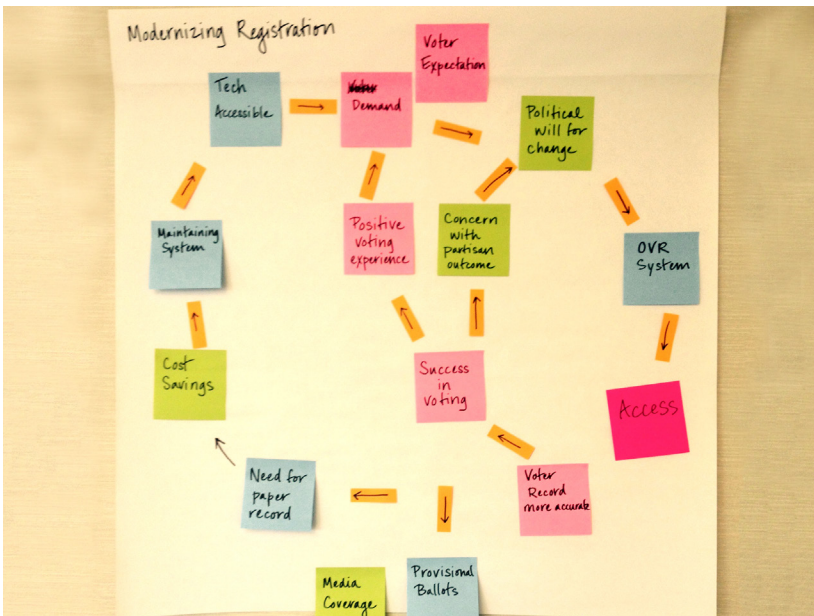 Modernizing Registration
Voter
Expectation
Tech
Accessible
Demand
Political
Will for
change
Positive
voting
experience
Concern
with
partisan
outcome
Maintaining
System
OVR
System
Cost
Savings
Success
in
voting
Access
Need for
paper
record
Voter
Record
more accurate
Media
Coverage
Provisional
Ballots